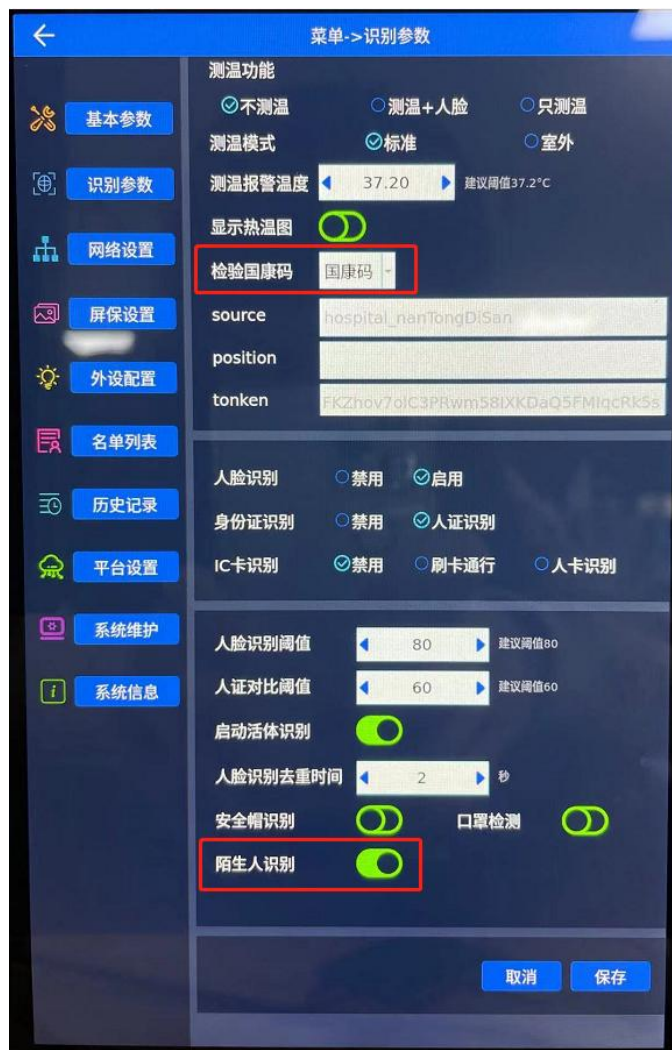 菜单->识别参数
测温功能
不测温 测温+人脸 只测温
基本参数
测温模式 标准 室外
识别参数
测温报警温度 37.20 建议阈值37.2°C
显示热温图
网络设置
检验国康码 国康码
屏保设置
source hospital_nanTongDiSan
position
外设配置
tonken FKZhov7olC3PRwm58IXKDaQ5FMIqcRk5s
名单列表
人脸识别 禁用 启用
历史记录
身份证识别 禁用 人证识别
平台设置
IC卡识别 禁用 刷卡通行 人卡识别
系统维护
人脸识别阈值 80 建议阈值80
系统信息
人证对比阈值 60 建议阈值60
启动活体识别
人脸识别去重时间 2 秒
安全帽识别 口罩检测
陌生人识别
取消 保存